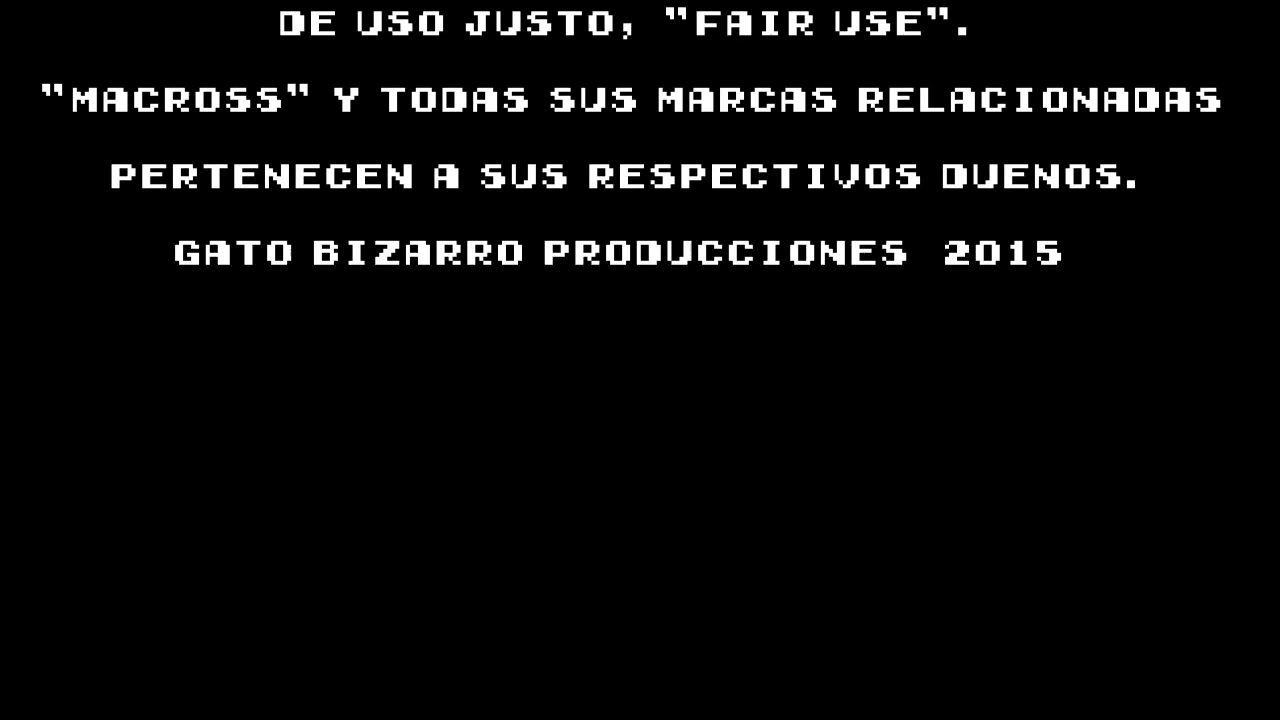 DE USO JUSTO, "FAIR USE".
"MACROSS" Y TODAS SUS MARCAS RELACIONADAS
PERTENECEN A SUS RESPECTIVOS DUENOS.
GATO BIZARRO PRODUCCIONES 2015